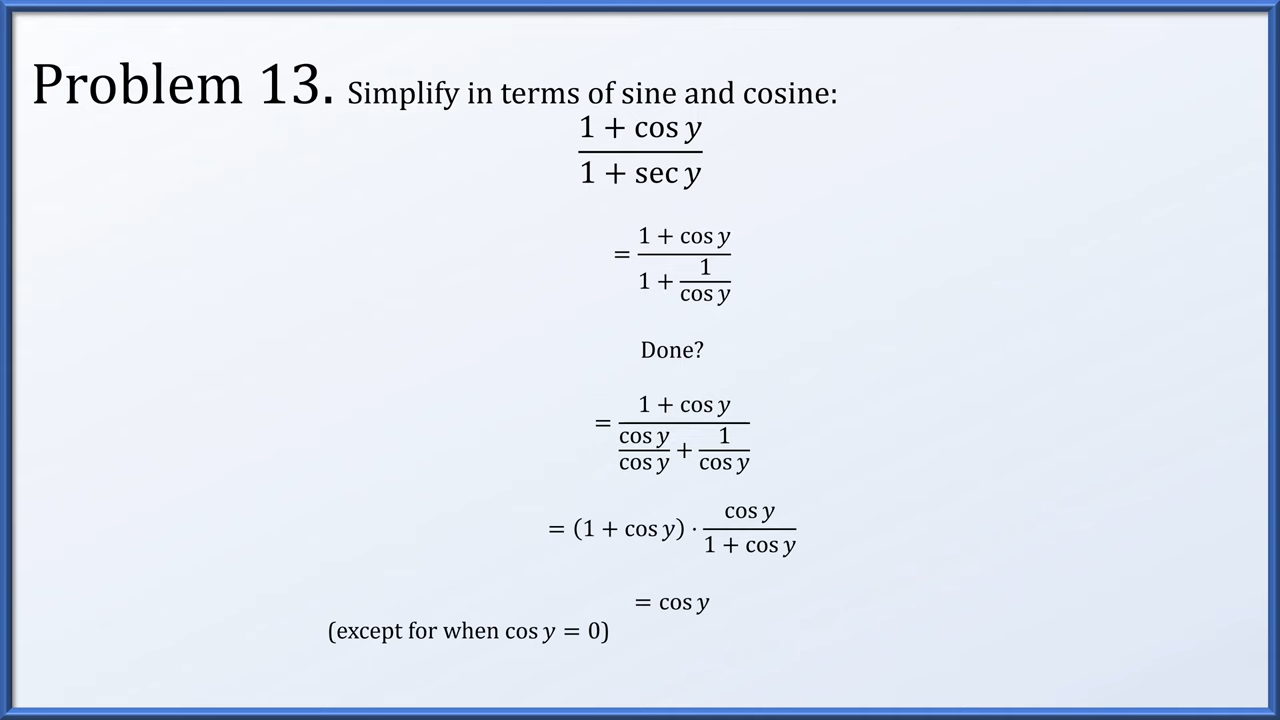 Problem 13. Simplify in terms of sine and cosine:
1 + cos y
1 + sec y
= 1 + cos y
1 + 1
cos y
Done?
= 1 + cos y
cos y + 1
cos y cos y
= (1 + cos y) · cos y
1 + cos y
= cos y
(except for when cos y = 0)